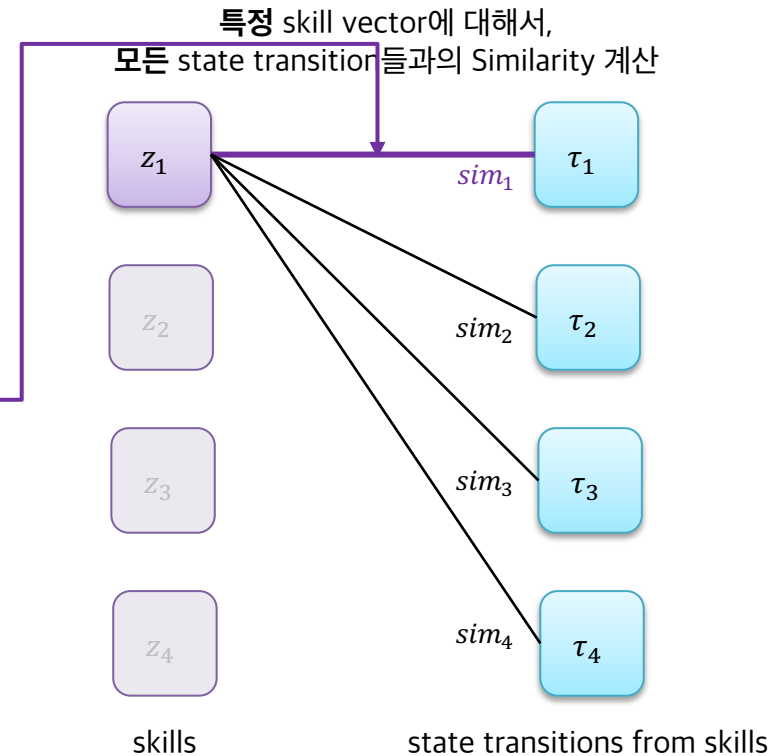 특정 skill vector에 대해서,
모든 state transition들과의 Similarity 계산
z₁ sim₁ τ₁
z₂ sim₂ τ₂
z₃ sim₃ τ₃
z₄ sim₄ τ₄
skills state transitions from skills